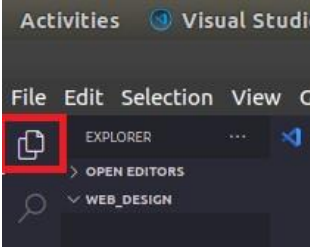 Activities Visual Studi
File Edit Selection View
EXPLORER ...
> OPEN EDITORS
WEB_DESIGN